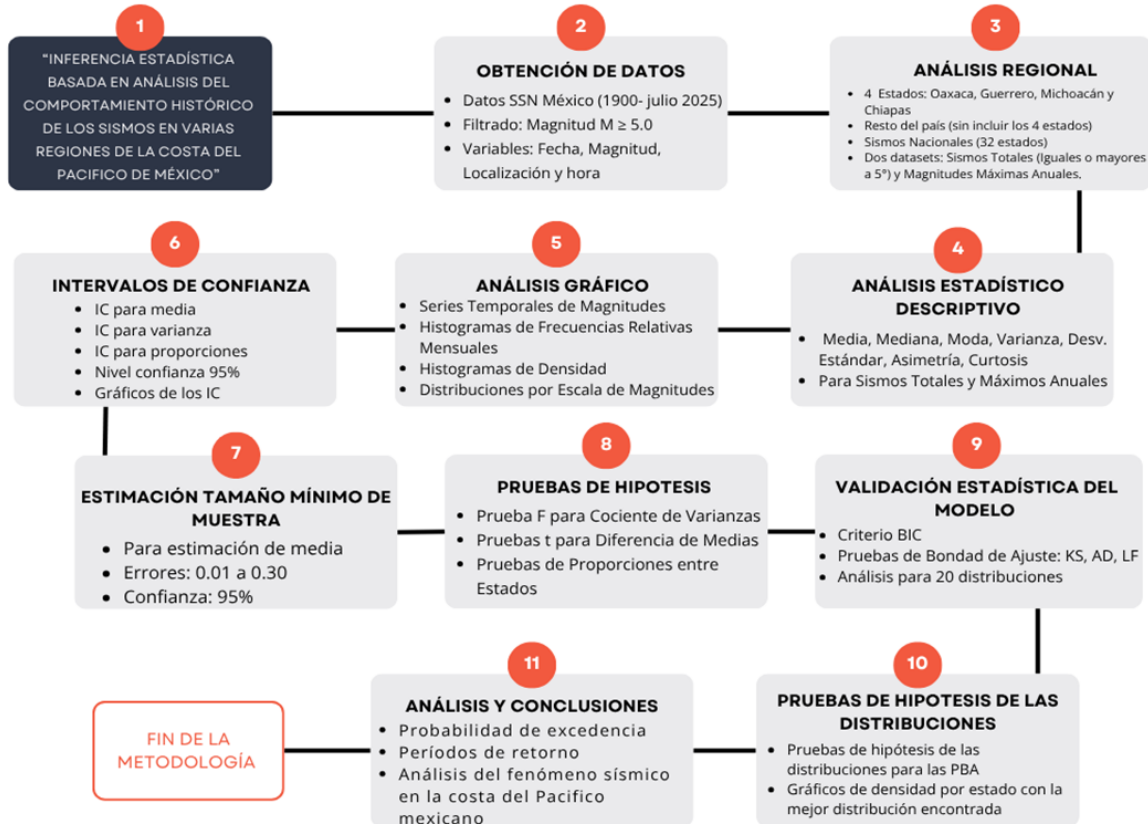 1
"INFERENCIA ESTADÍSTICA
BASADA EN ANÁLISIS DEL
COMPORTAMIENTO HISTÓRICO
DE LOS SISMOS EN VARIAS
REGIONES DE LA COSTA DEL
PACIFICO DE MÉXICO"
2
OBTENCIÓN DE DATOS
• Datos SSN México (1900- julio 2025)
• Filtrado: Magnitud M ≥ 5.0
• Variables: Fecha, Magnitud,
Localización y hora
3
ANÁLISIS REGIONAL
• 4 Estados: Oaxaca, Guerrero, Michoacán y
Chiapas
• Resto del país (sin incluir los 4 estados)
• Sismos Nacionales (32 estados)
• Dos datasets: Sismos Totales (Iguales o mayores
a 5°) y Magnitudes Máximas Anuales.
4
ANÁLISIS ESTADÍSTICO
DESCRIPTIVO
• Media, Mediana, Moda, Varianza, Desv.
Estándar, Asimetría, Curtosis
• Para Sismos Totales y Máximos Anuales
5
ANÁLISIS GRÁFICO
• Series Temporales de Magnitudes
• Histogramas de Frecuencias Relativas
Mensuales
• Histogramas de Densidad
• Distribuciones por Escala de Magnitudes
6
INTERVALOS DE CONFIANZA
• IC para media
• IC para varianza
• IC para proporciones
• Nivel confianza 95%
• Gráficos de los IC
7
ESTIMACIÓN TAMAÑO MÍNIMO DE
MUESTRA
• Para estimación de media
• Errores: 0.01 a 0.30
• Confianza: 95%
8
PRUEBAS DE HIPOTESIS
• Prueba F para Cociente de Varianzas
• Pruebas t para Diferencia de Medias
• Pruebas de Proporciones entre
Estados
9
VALIDACIÓN ESTADÍSTICA DEL
MODELO
• Criterio BIC
• Pruebas de Bondad de Ajuste: KS, AD, LF
• Análisis para 20 distribuciones
10
PRUEBAS DE HIPOTESIS DE LAS
DISTRIBUCIONES
• Pruebas de hipótesis de las
distribuciones para las PBA
• Gráficos de densidad por estado con la
mejor distribución encontrada
11
ANÁLISIS Y CONCLUSIONES
• Probabilidad de excedencia
• Períodos de retorno
• Análisis del fenómeno sísmico
en la costa del Pacifico
mexicano
FIN DE LA
METODOLOGÍA